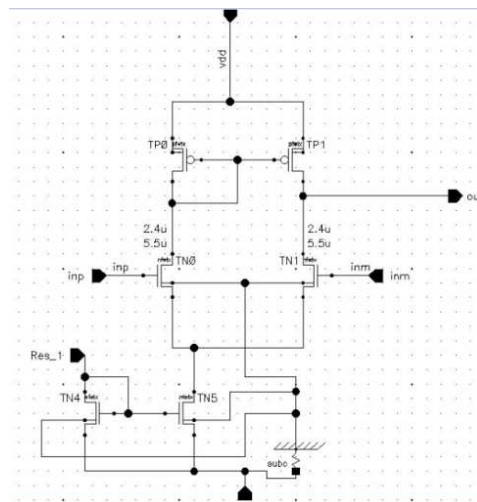 vdd
TP0
TP1
ou
2.4u
5.5u
2.4u
5.5u
TN0
TN1
inp
inp
inm
inm
Res_1
TN4
TN5
subc